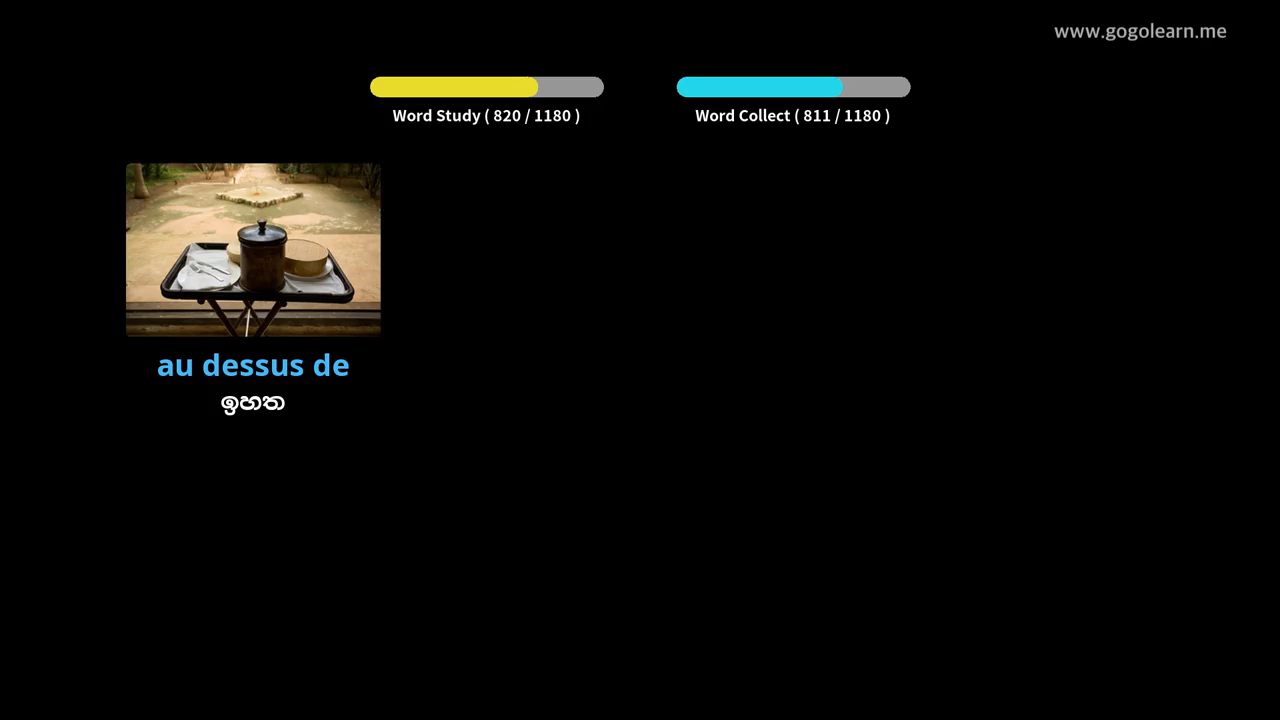 www.gogolearn.me
Word Study ( 820 / 1180 )
Word Collect ( 811 / 1180 )
au dessus de
ඉහත